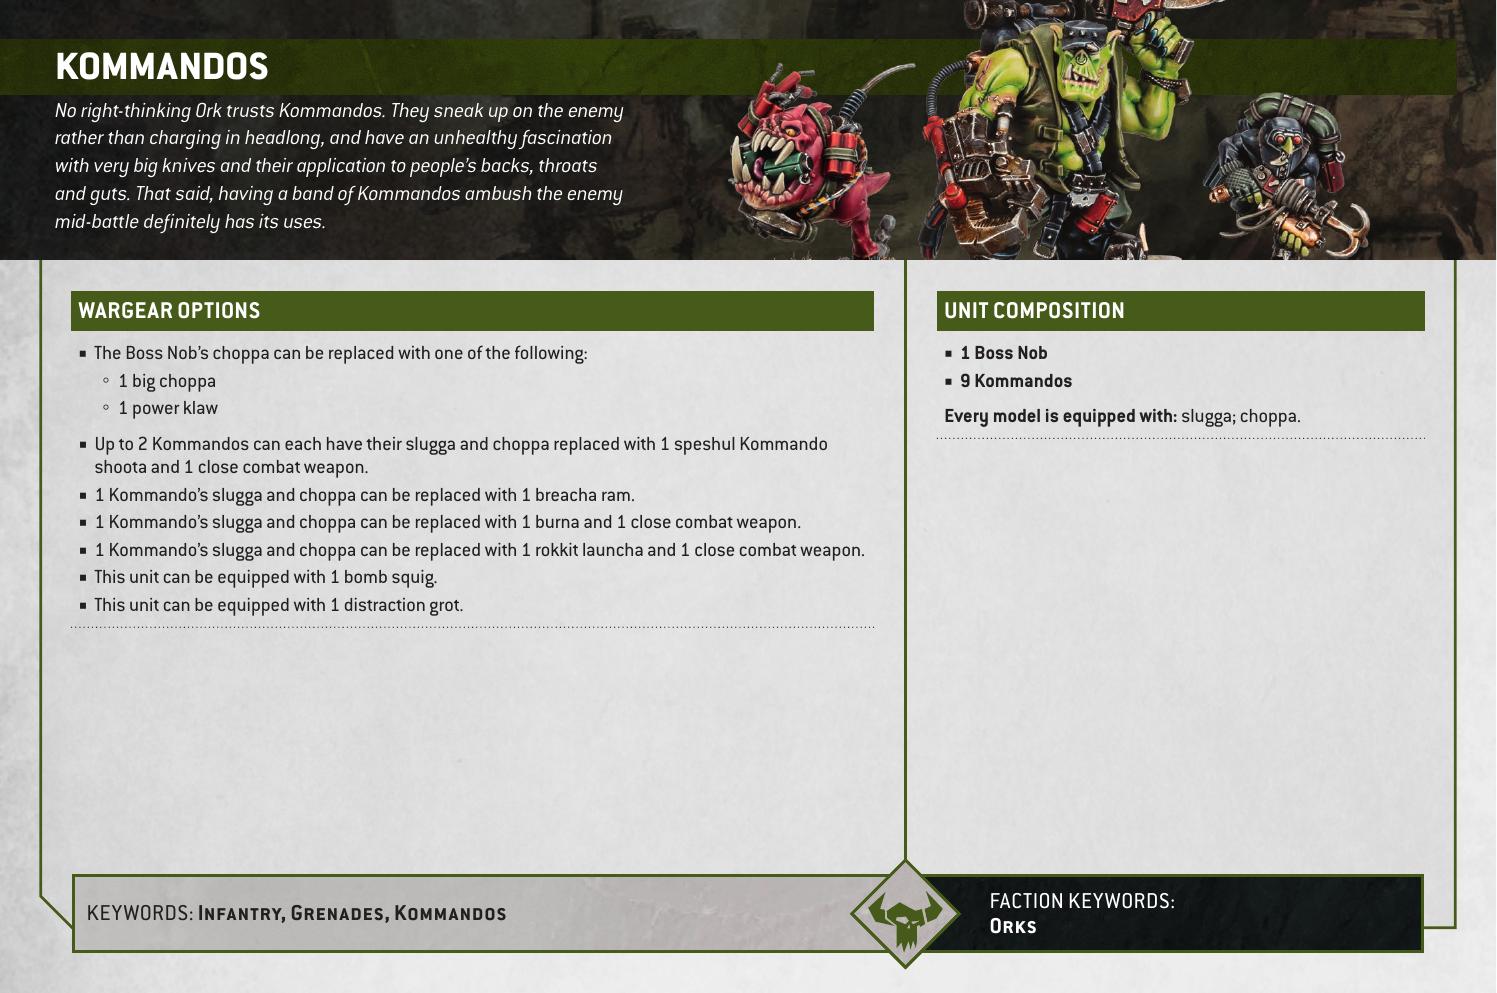 KOMMANDOS
No right-thinking Ork trusts Kommandos. They sneak up on the enemy
rather than charging in headlong, and have an unhealthy fascination
with very big knives and their application to people's backs, throats
and guts. That said, having a band of Kommandos ambush the enemy
mid-battle definitely has its uses.
WARGEAR OPTIONS
▪ The Boss Nob's choppa can be replaced with one of the following:
◦ 1 big choppa
◦ 1 power klaw
▪ Up to 2 Kommandos can each have their slugga and choppa replaced with 1 speshul Kommando
shoota and 1 close combat weapon.
▪ 1 Kommando's slugga and choppa can be replaced with 1 breacha ram.
▪ 1 Kommando's slugga and choppa can be replaced with 1 burna and 1 close combat weapon.
▪ 1 Kommando's slugga and choppa can be replaced with 1 rokkit launcha and 1 close combat weapon.
▪ This unit can be equipped with 1 bomb squig.
▪ This unit can be equipped with 1 distraction grot.
UNIT COMPOSITION
▪ 1 Boss Nob
▪ 9 Kommandos
Every model is equipped with: slugga; choppa.
KEYWORDS: Infantry, Grenades, Kommandos
FACTION KEYWORDS:
Orks